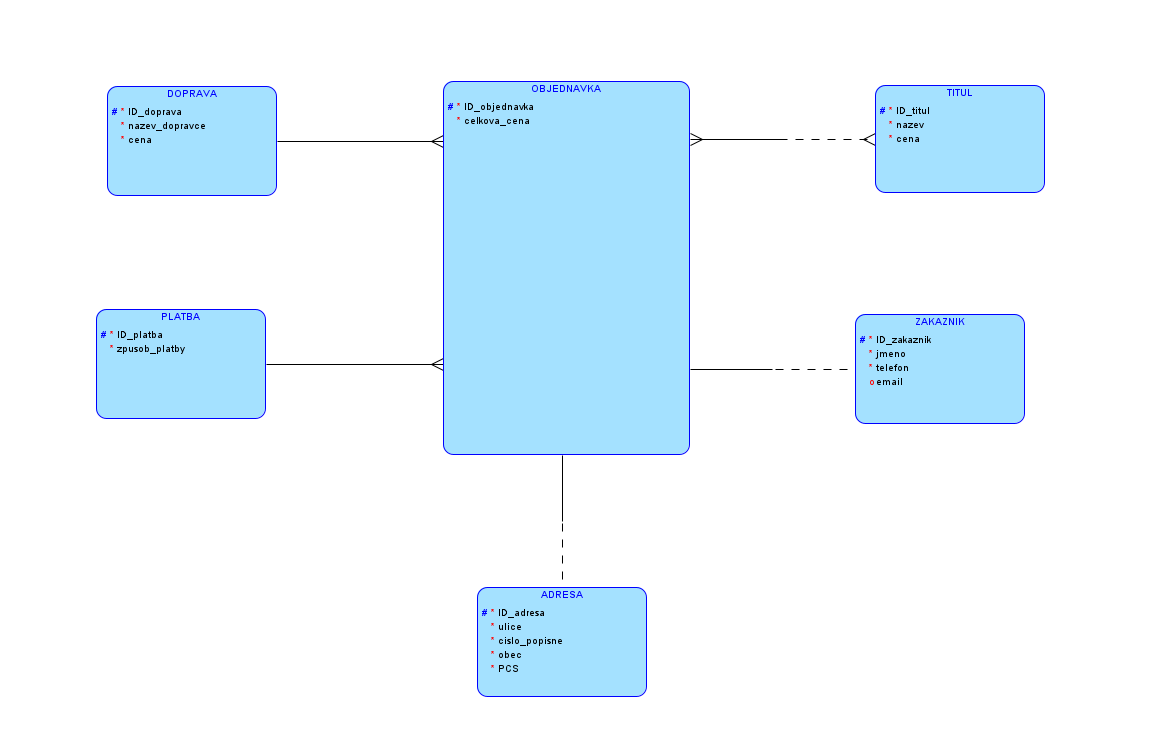 DOPRAVA
# * ID_doprava
* nazev_dopravce
* cena
OBJEDNAVKA
# * ID_objednavka
* celkova_cena
TITUL
# * ID_titul
* nazev
* cena
PLATBA
# * ID_platba
* zpusob_platby
ZAKAZNIK
# * ID_zakaznik
* jmeno
* telefon
o email
ADRESA
# * ID_adresa
* ulice
* cislo_popisne
* obec
* PCS